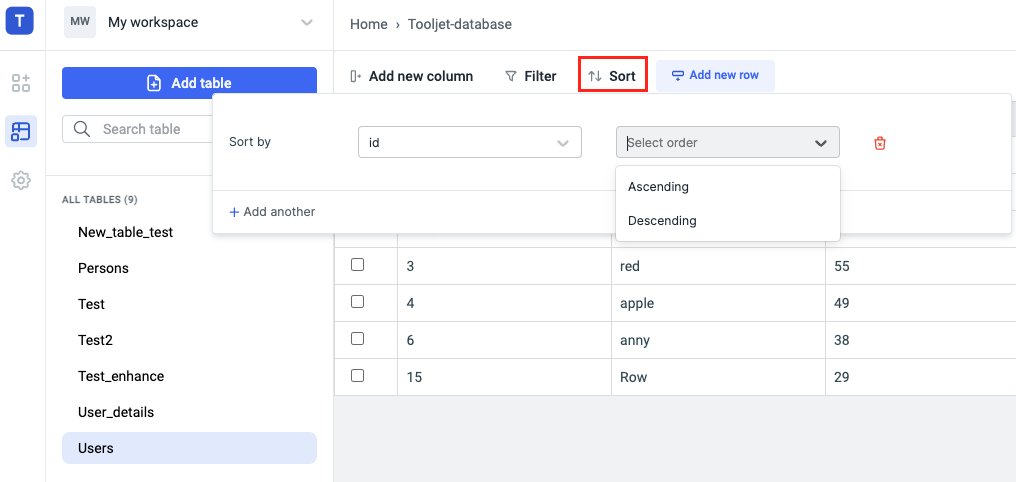 T
MW
My workspace
Home › Tooljet-database
Add table
Add new column
Filter
Sort
Add new row
Search table
Sort by
id
Select order
Ascending
Descending
+ Add another
ALL TABLES (9)
New_table_test
Persons
Test
Test2
Test_enhance
User_details
Users
3 red 55
4 apple 49
6 anny 38
15 Row 29